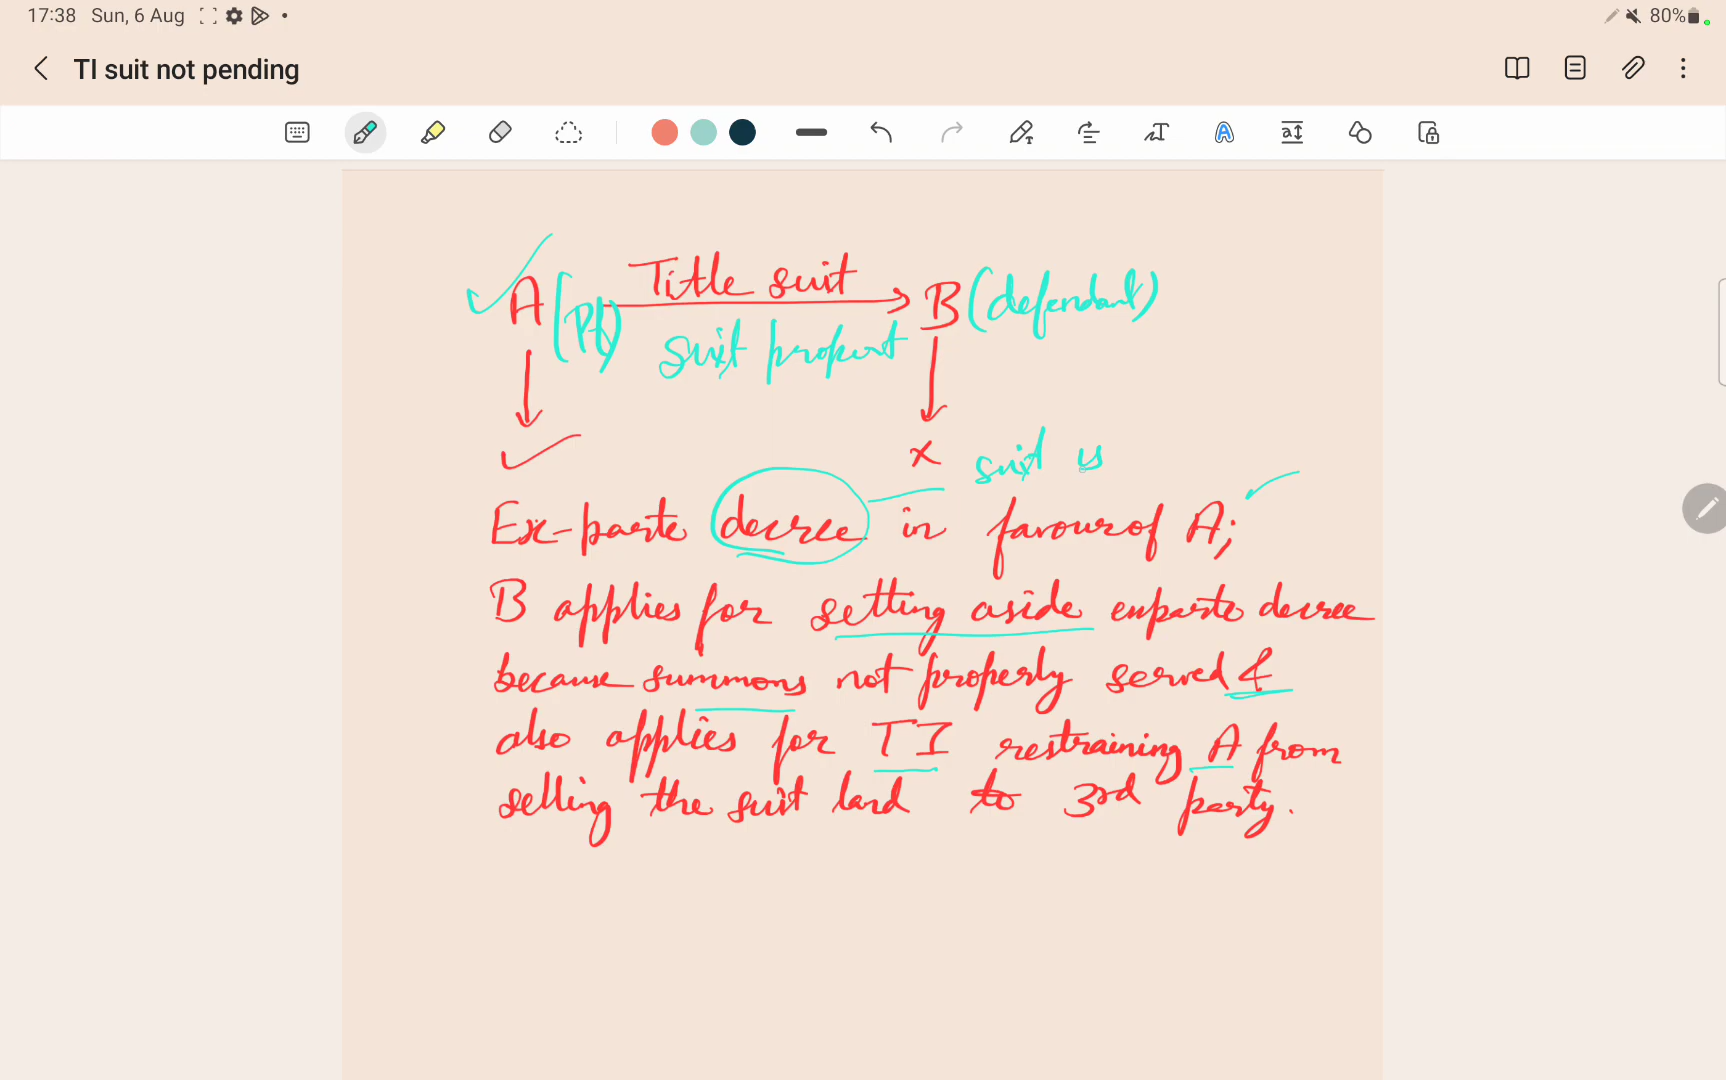 17:38 Sun, 6 Aug 80%
TI suit not pending
A (Pl) Title suit B (defendant)
suit propert
✓ x suit is
Ex-parte decree in favour of A;
B applies for setting aside exparte decree
because summons not properly served &
also applies for TI restraining A from
selling the suit land to 3rd party.